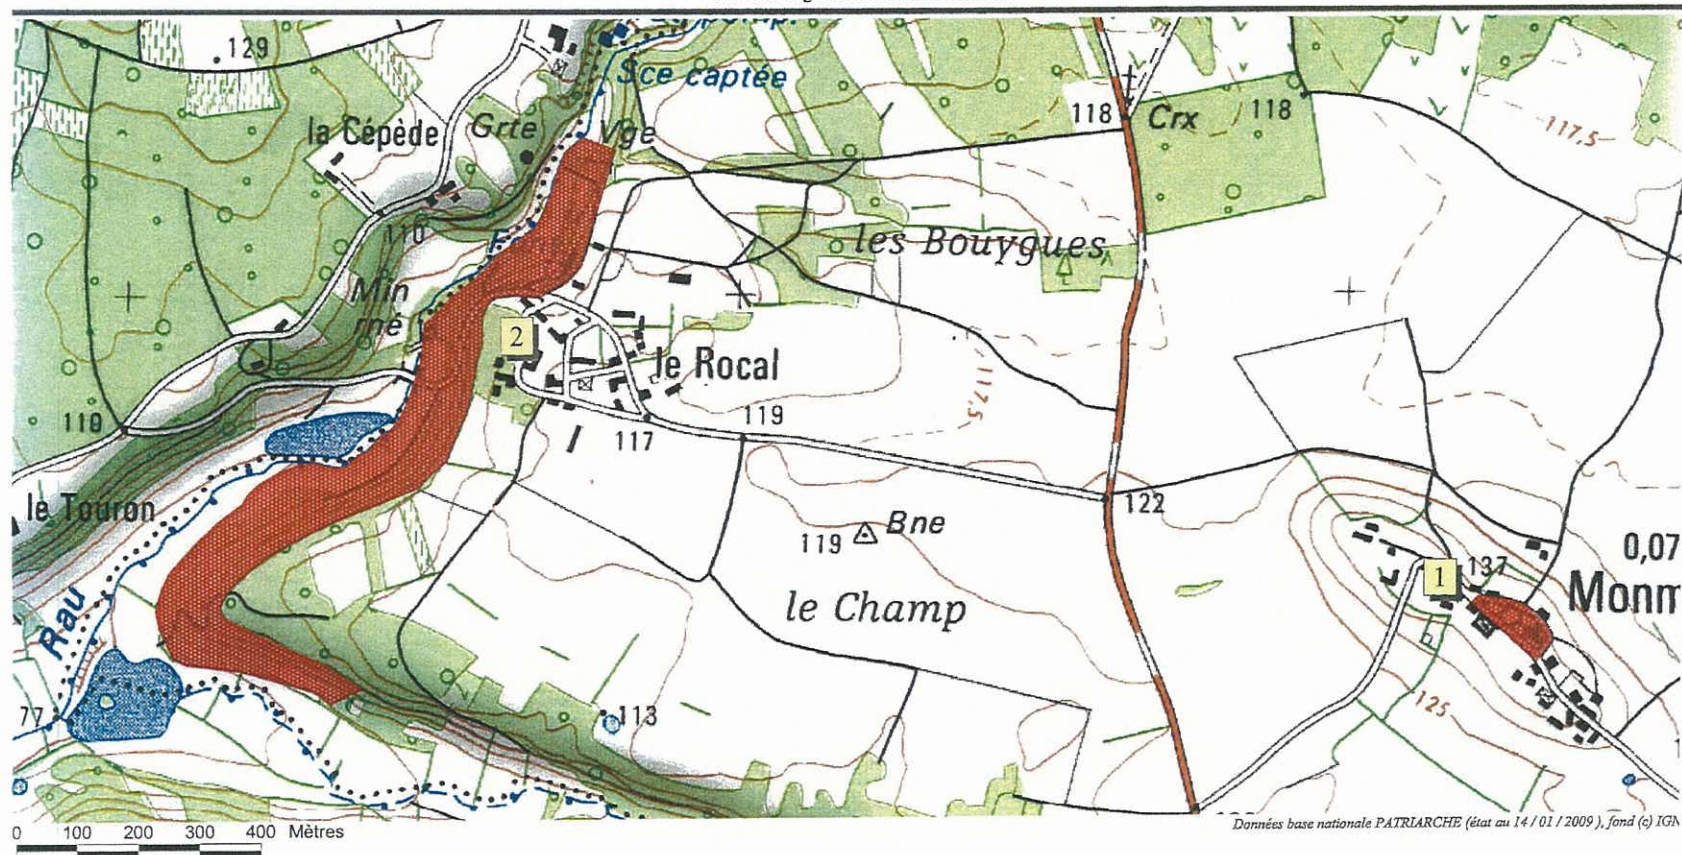 129
Sce captée
la Cépède
Grte
Vge
118
Crx
118
117,5
110
les Bouygues
Min
rné
2
le Rocal
117,5
119
119
117
122
le Touron
119
Bne
0,07
1
137
Monm
le Champ
Rau
125
77
113
0 100 200 300 400 Mètres
Données base nationale PATRIARCHE (état au 14 / 01 / 2009 ), fond (c) IGN